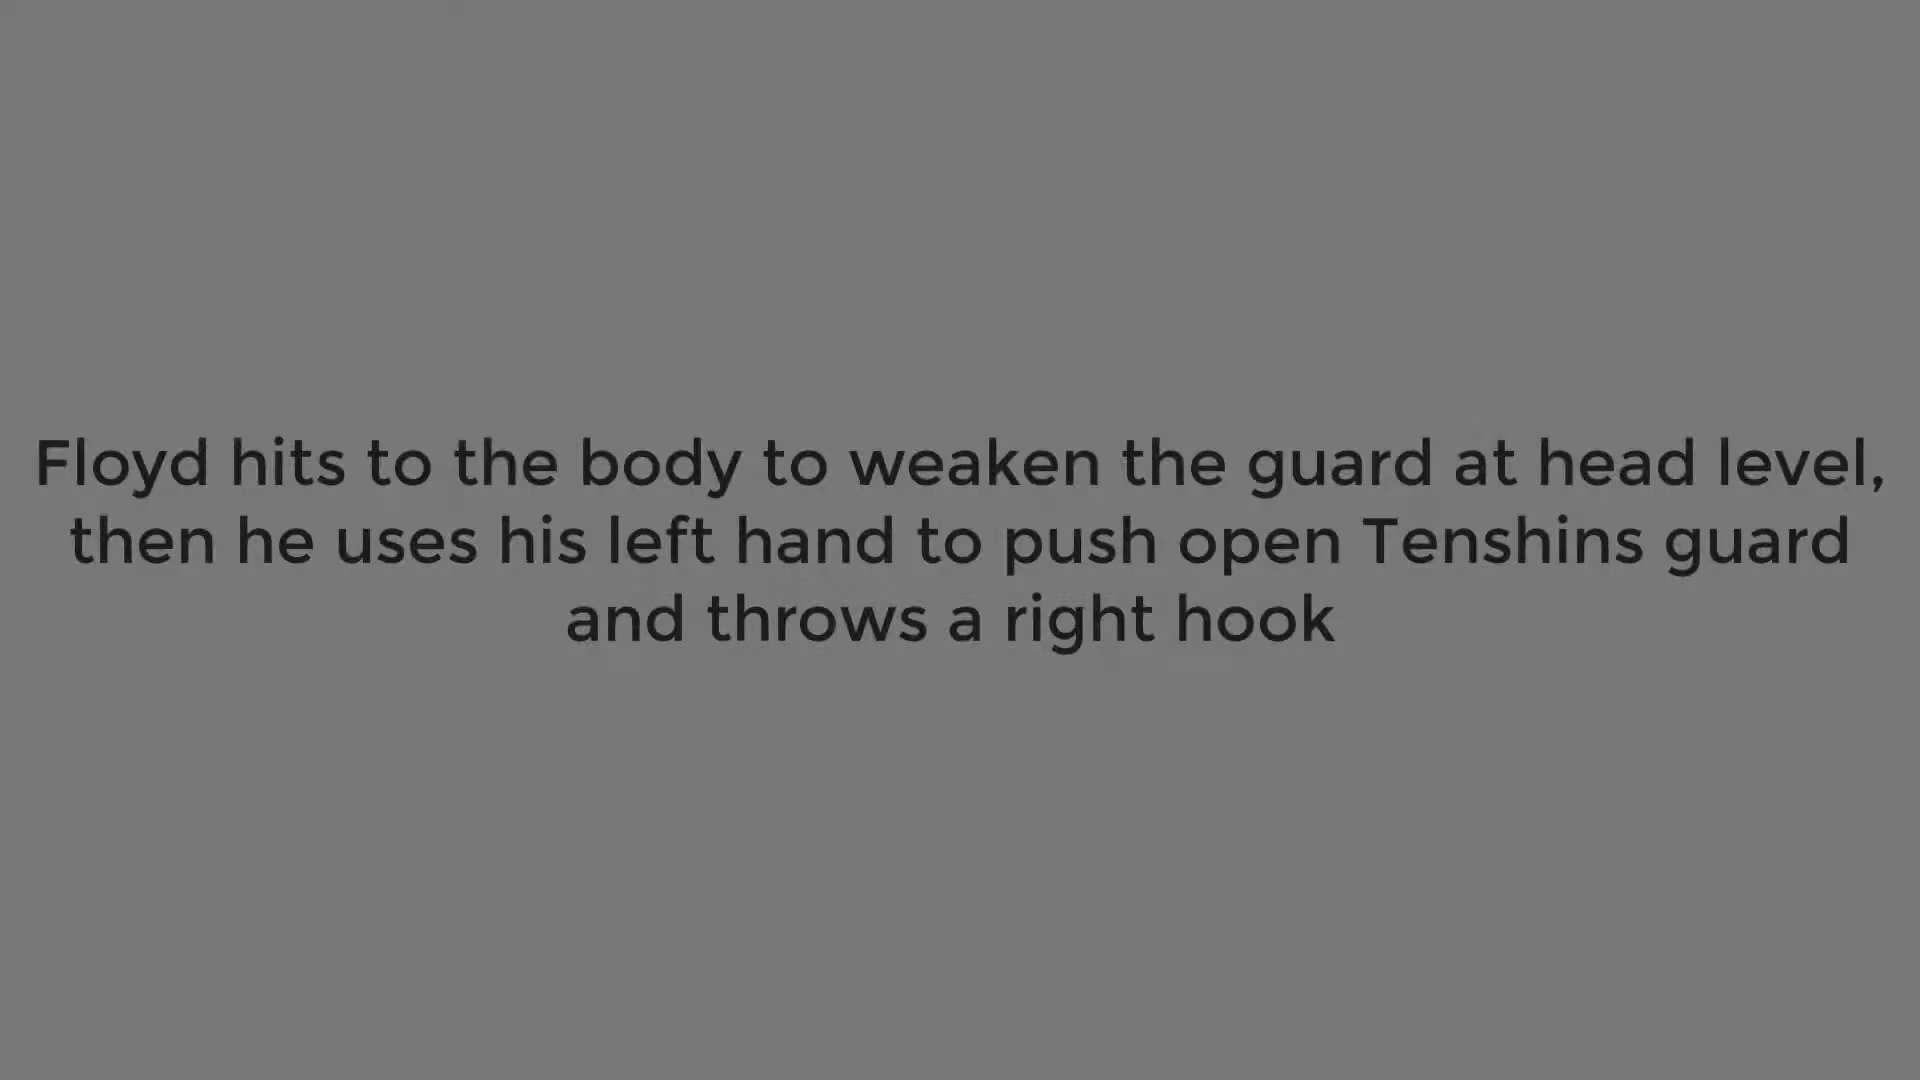 Floyd hits to the body to weaken the guard at head level,
then he uses his left hand to push open Tenshins guard
and throws a right hook